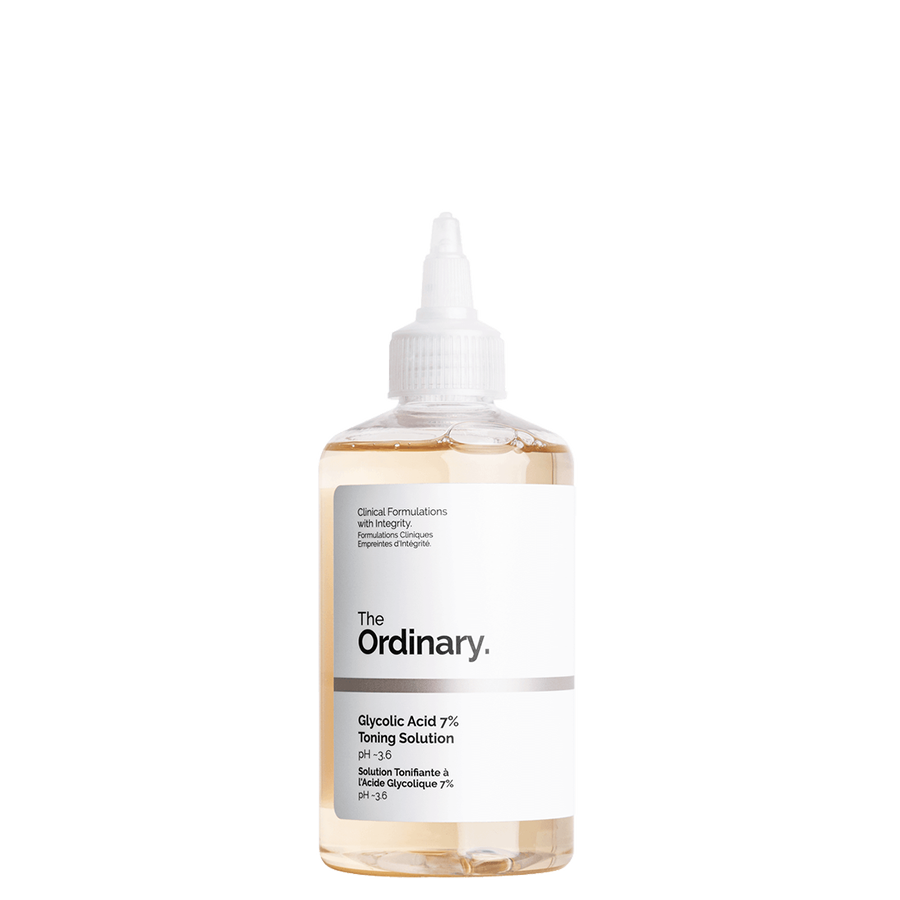 Clinical Formulations
with Integrity.
Formulations Cliniques
Empreintes d'Intégrité.
The
Ordinary.
Glycolic Acid 7%
Toning Solution
pH ~3.6
Solution Tonifiante à
l'Acide Glycolique 7%
pH ~3.6